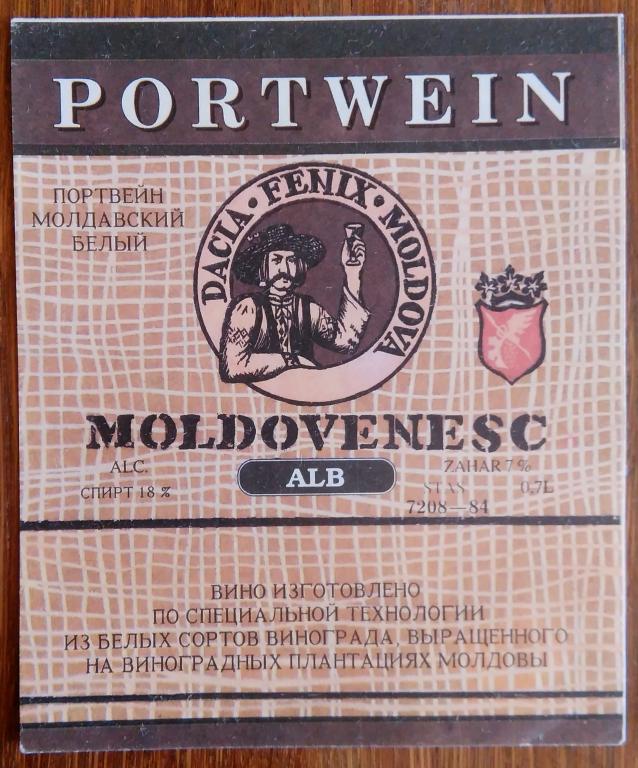 PORTWEIN
ПОРТВЕЙН
МОЛДАВСКИЙ
БЕЛЫЙ
DACIA · FENIX · MOLDOVA
MOLDOVENESC
ALC.
СПИРТ 18 %
ALB
ZAHAR 7 %
STAS 0,7L
7208—84
ВИНО ИЗГОТОВЛЕНО
ПО СПЕЦИАЛЬНОЙ ТЕХНОЛОГИИ
ИЗ БЕЛЫХ СОРТОВ ВИНОГРАДА, ВЫРАЩЕННОГО
НА ВИНОГРАДНЫХ ПЛАНТАЦИЯХ МОЛДОВЫ